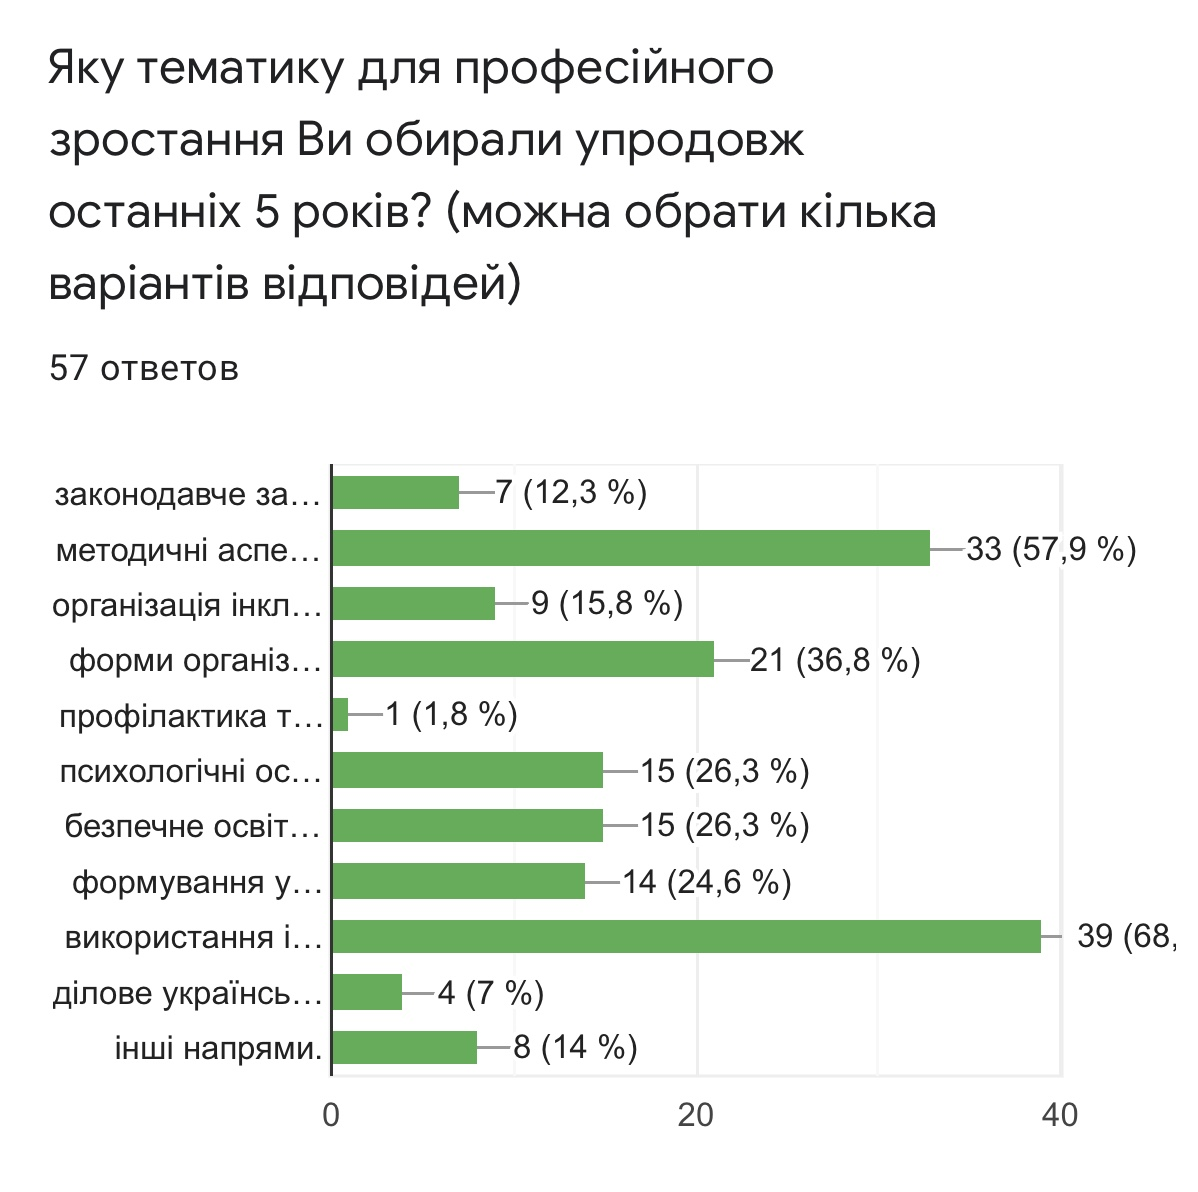 Яку тематику для професійного
зростання Ви обирали упродовж
останніх 5 років? (можна обрати кілька
варіантів відповідей)
57 ответов
законодавче за… 7 (12,3 %)
методичні аспе… 33 (57,9 %)
організація інкл… 9 (15,8 %)
форми організ… 21 (36,8 %)
профілактика т… 1 (1,8 %)
психологічні ос… 15 (26,3 %)
безпечне освіт… 15 (26,3 %)
формування у… 14 (24,6 %)
використання і… 39 (68,
ділове українсь… 4 (7 %)
інші напрями. 8 (14 %)
0 20 40